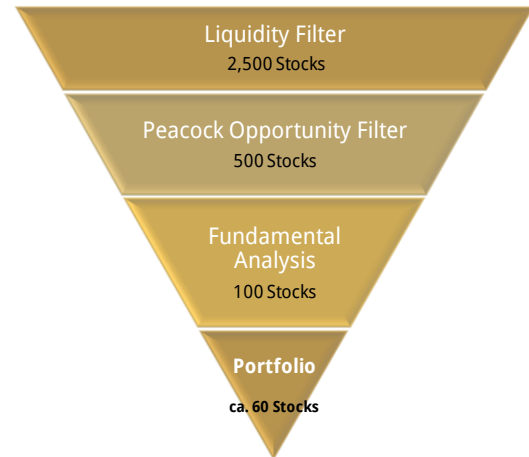 Liquidity Filter
2,500 Stocks
Peacock Opportunity Filter
500 Stocks
Fundamental
Analysis
100 Stocks
Portfolio
ca. 60 Stocks